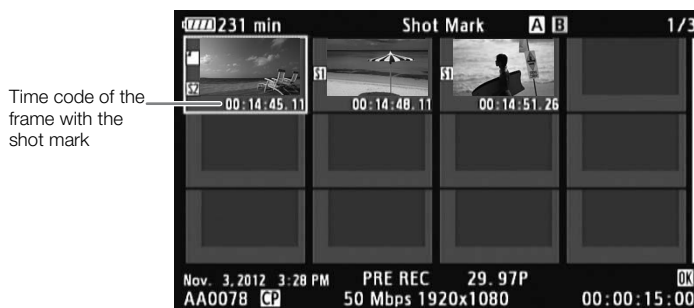 231 min Shot Mark A B 1/3
S2 S1 S1
00:14:45.11 00:14:48.11 00:14:51.26
Time code of the
frame with the
shot mark
Nov. 3,2012 3:28 PM PRE REC 29.97P OK
AA0078 CP 50 Mbps 1920x1080 00:00:15:00